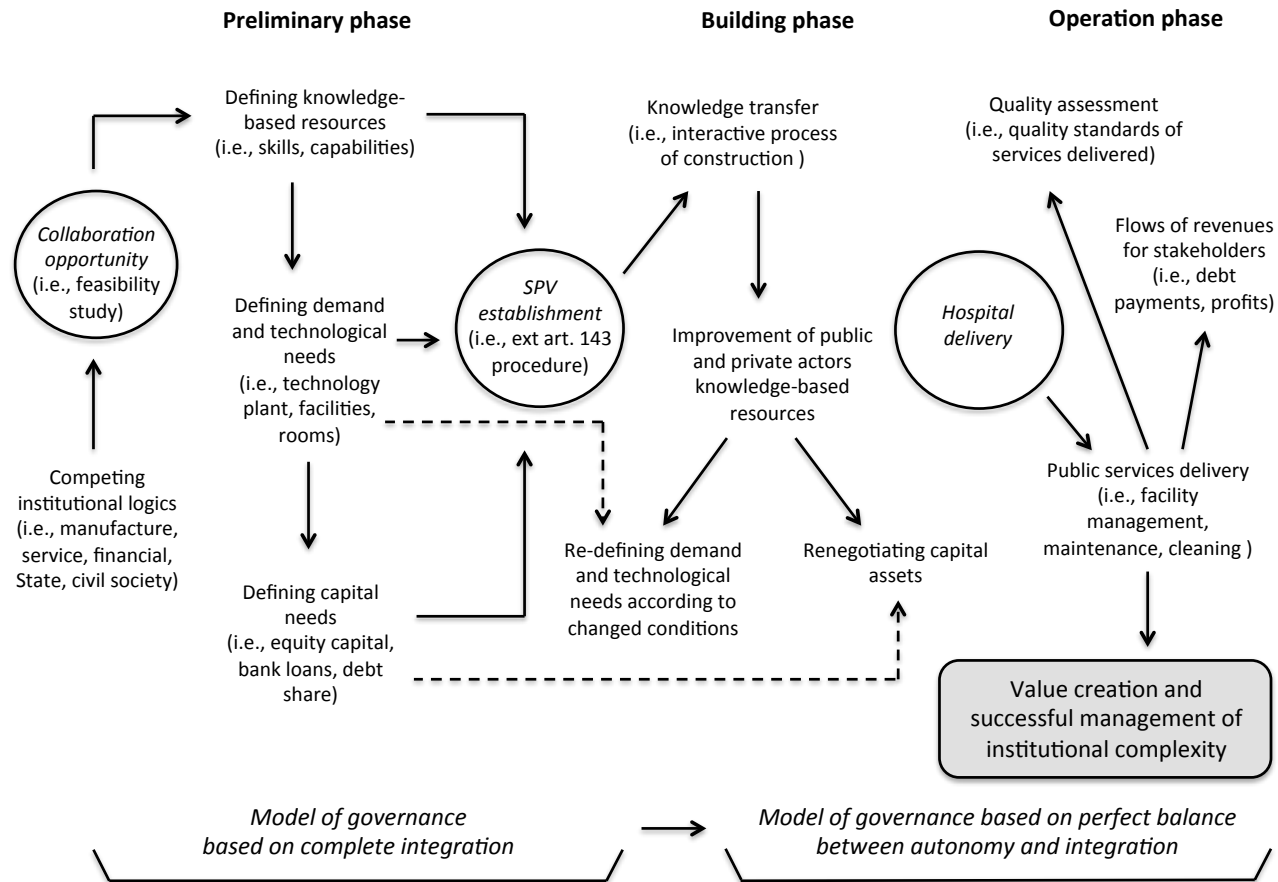 Preliminary phase
Building phase
Operation phase
Defining knowledge-
based resources
(i.e., skills, capabilities)
Collaboration
opportunity
(i.e., feasibility
study)
Competing
institutional logics
(i.e., manufacture,
service, financial,
State, civil society)
Defining demand
and technological
needs
(i.e., technology
plant, facilities,
rooms)
Defining capital
needs
(i.e., equity capital,
bank loans, debt
share)
SPV
establishment
(i.e., ext art. 143
procedure)
Knowledge transfer
(i.e., interactive process
of construction )
Improvement of public
and private actors
knowledge-based
resources
Re-defining demand
and technological
needs according to
changed conditions
Renegotiating capital
assets
Quality assessment
(i.e., quality standards of
services delivered)
Flows of revenues
for stakeholders
(i.e., debt
payments, profits)
Hospital
delivery
Public services delivery
(i.e., facility
management,
maintenance, cleaning )
Value creation and
successful management of
institutional complexity
Model of governance
based on complete integration
Model of governance based on perfect balance
between autonomy and integration